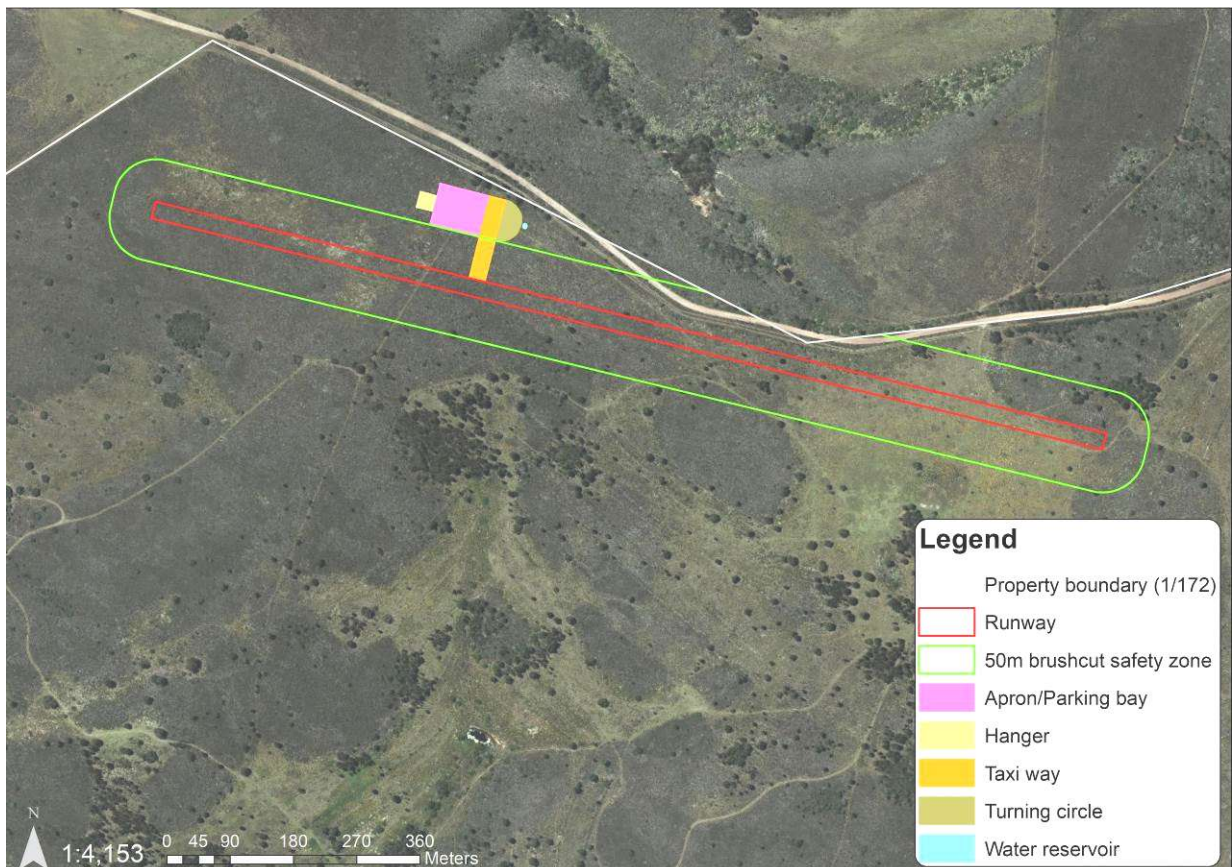 Legend
Property boundary (1/172)
Runway
50m brushcut safety zone
Apron/Parking bay
Hanger
Taxi way
Turning circle
Water reservoir
N
1:4,153
0 45 90 180 270 360
Meters